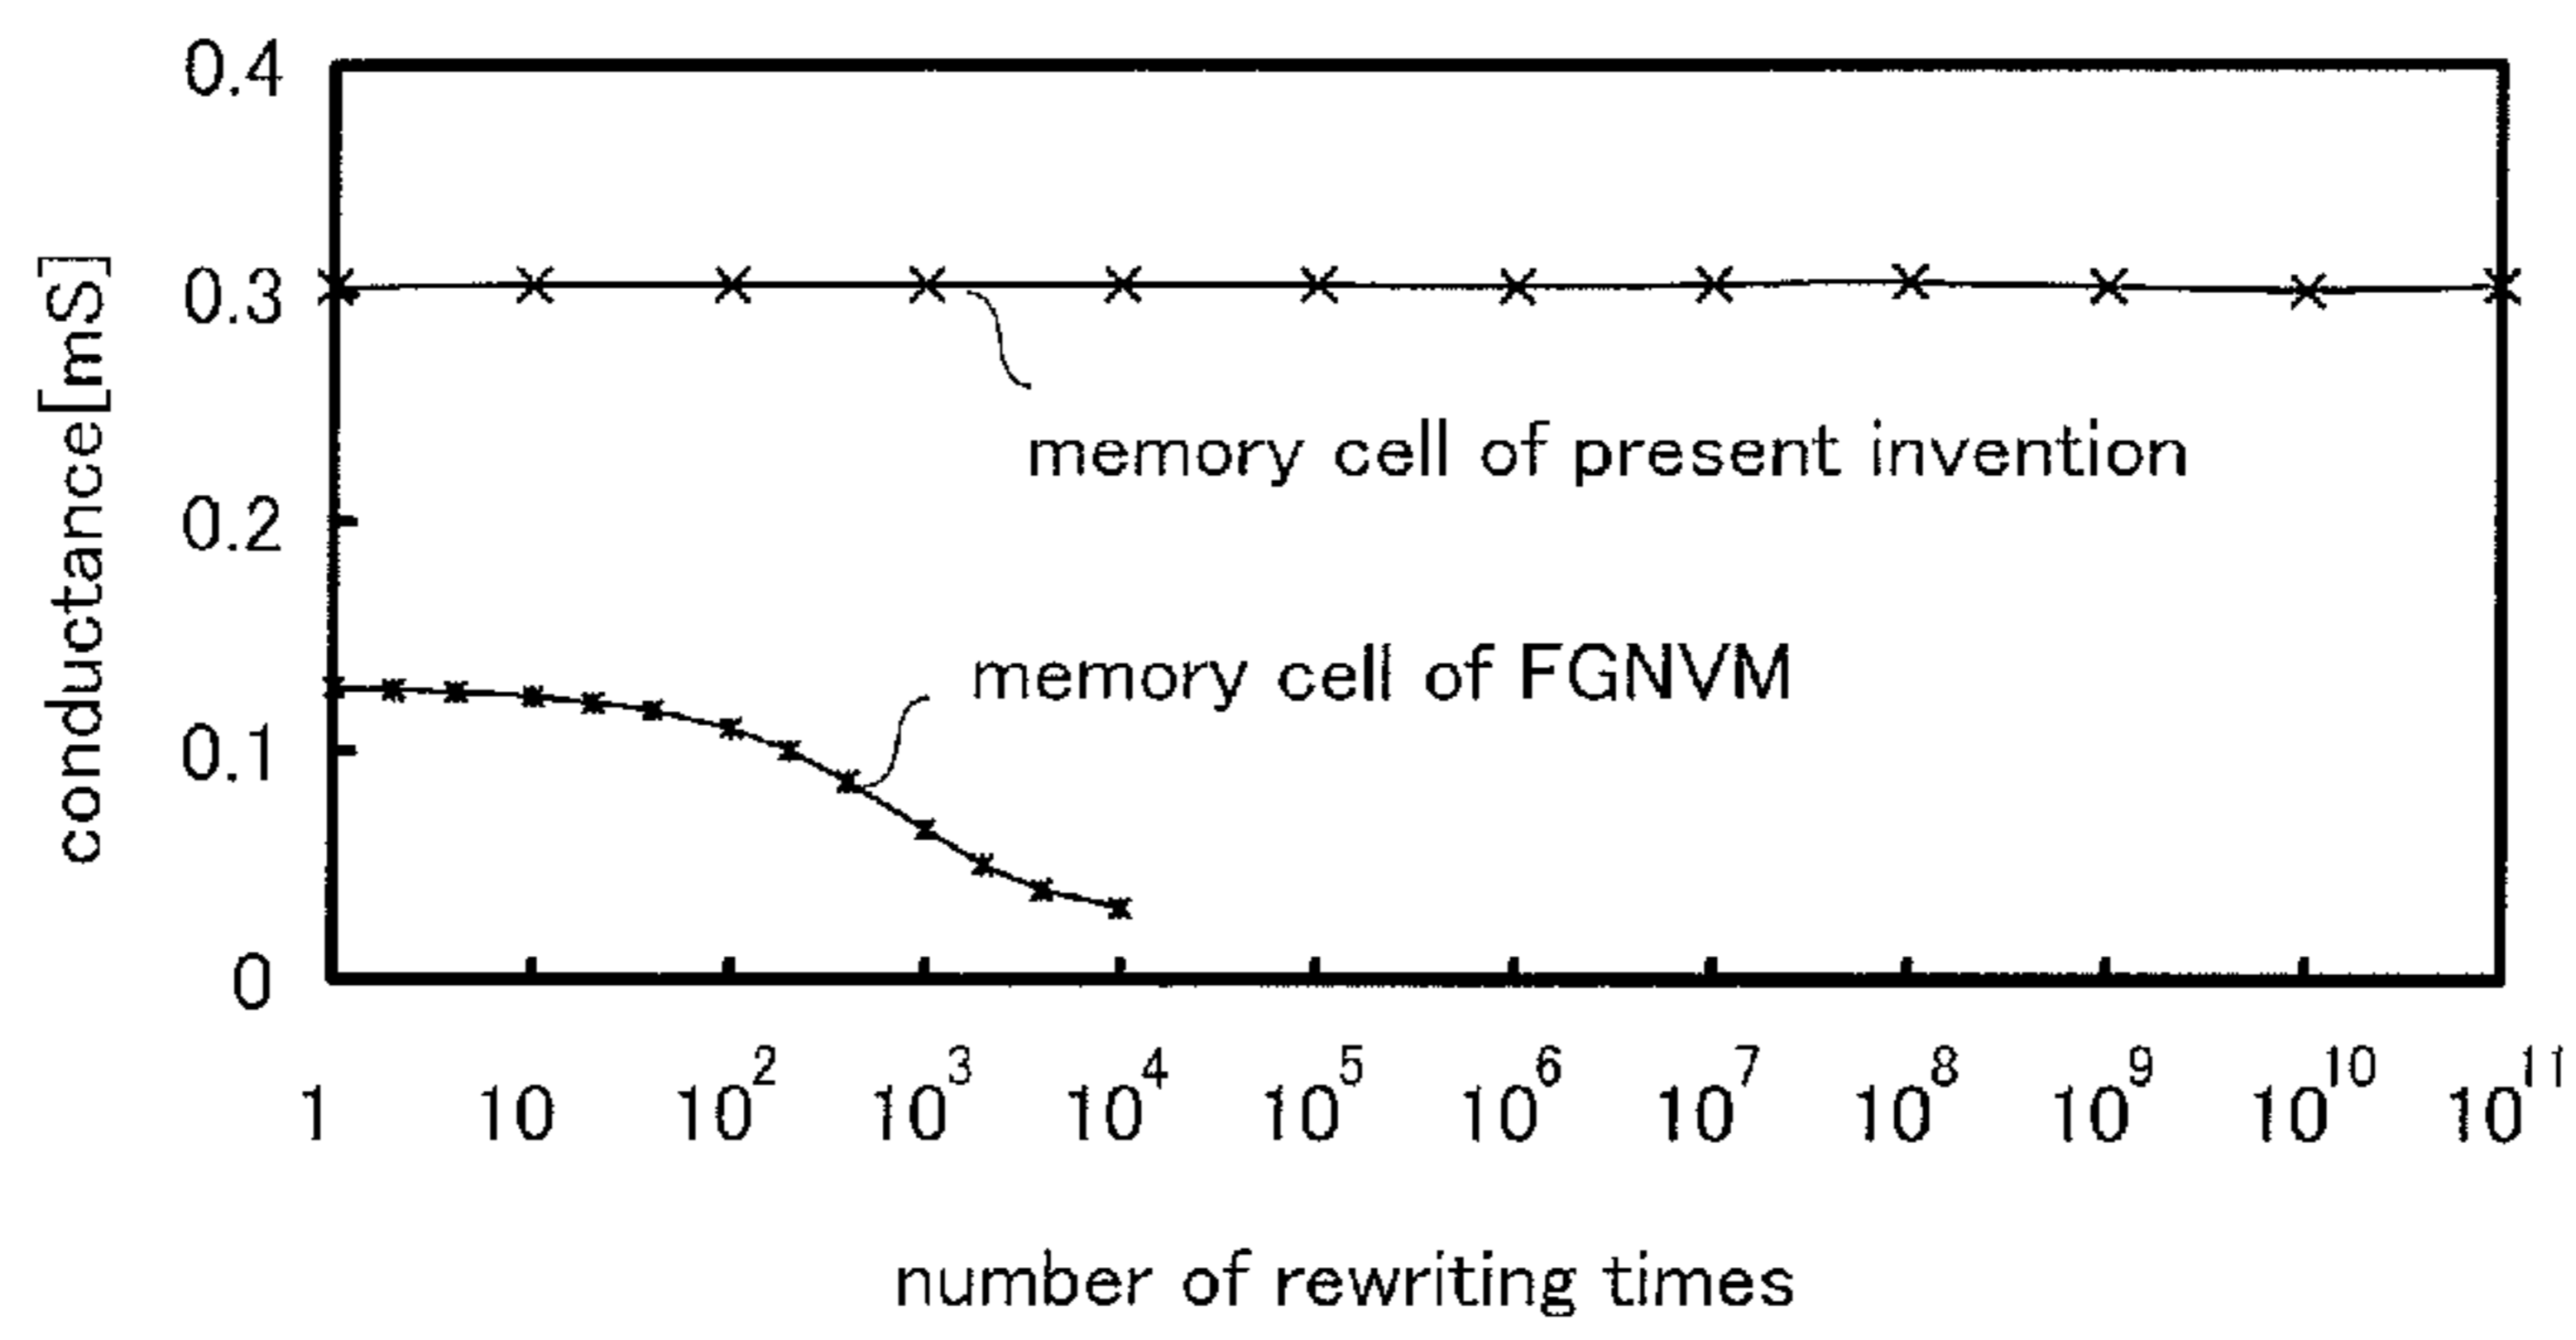 0.4
0.3
0.2
0.1
0
conductance[mS]
memory cell of present invention
memory cell of FGNVM
1 10 10² 10³ 10⁴ 10⁵ 10⁶ 10⁷ 10⁸ 10⁹ 10¹⁰ 10¹¹
number of rewriting times